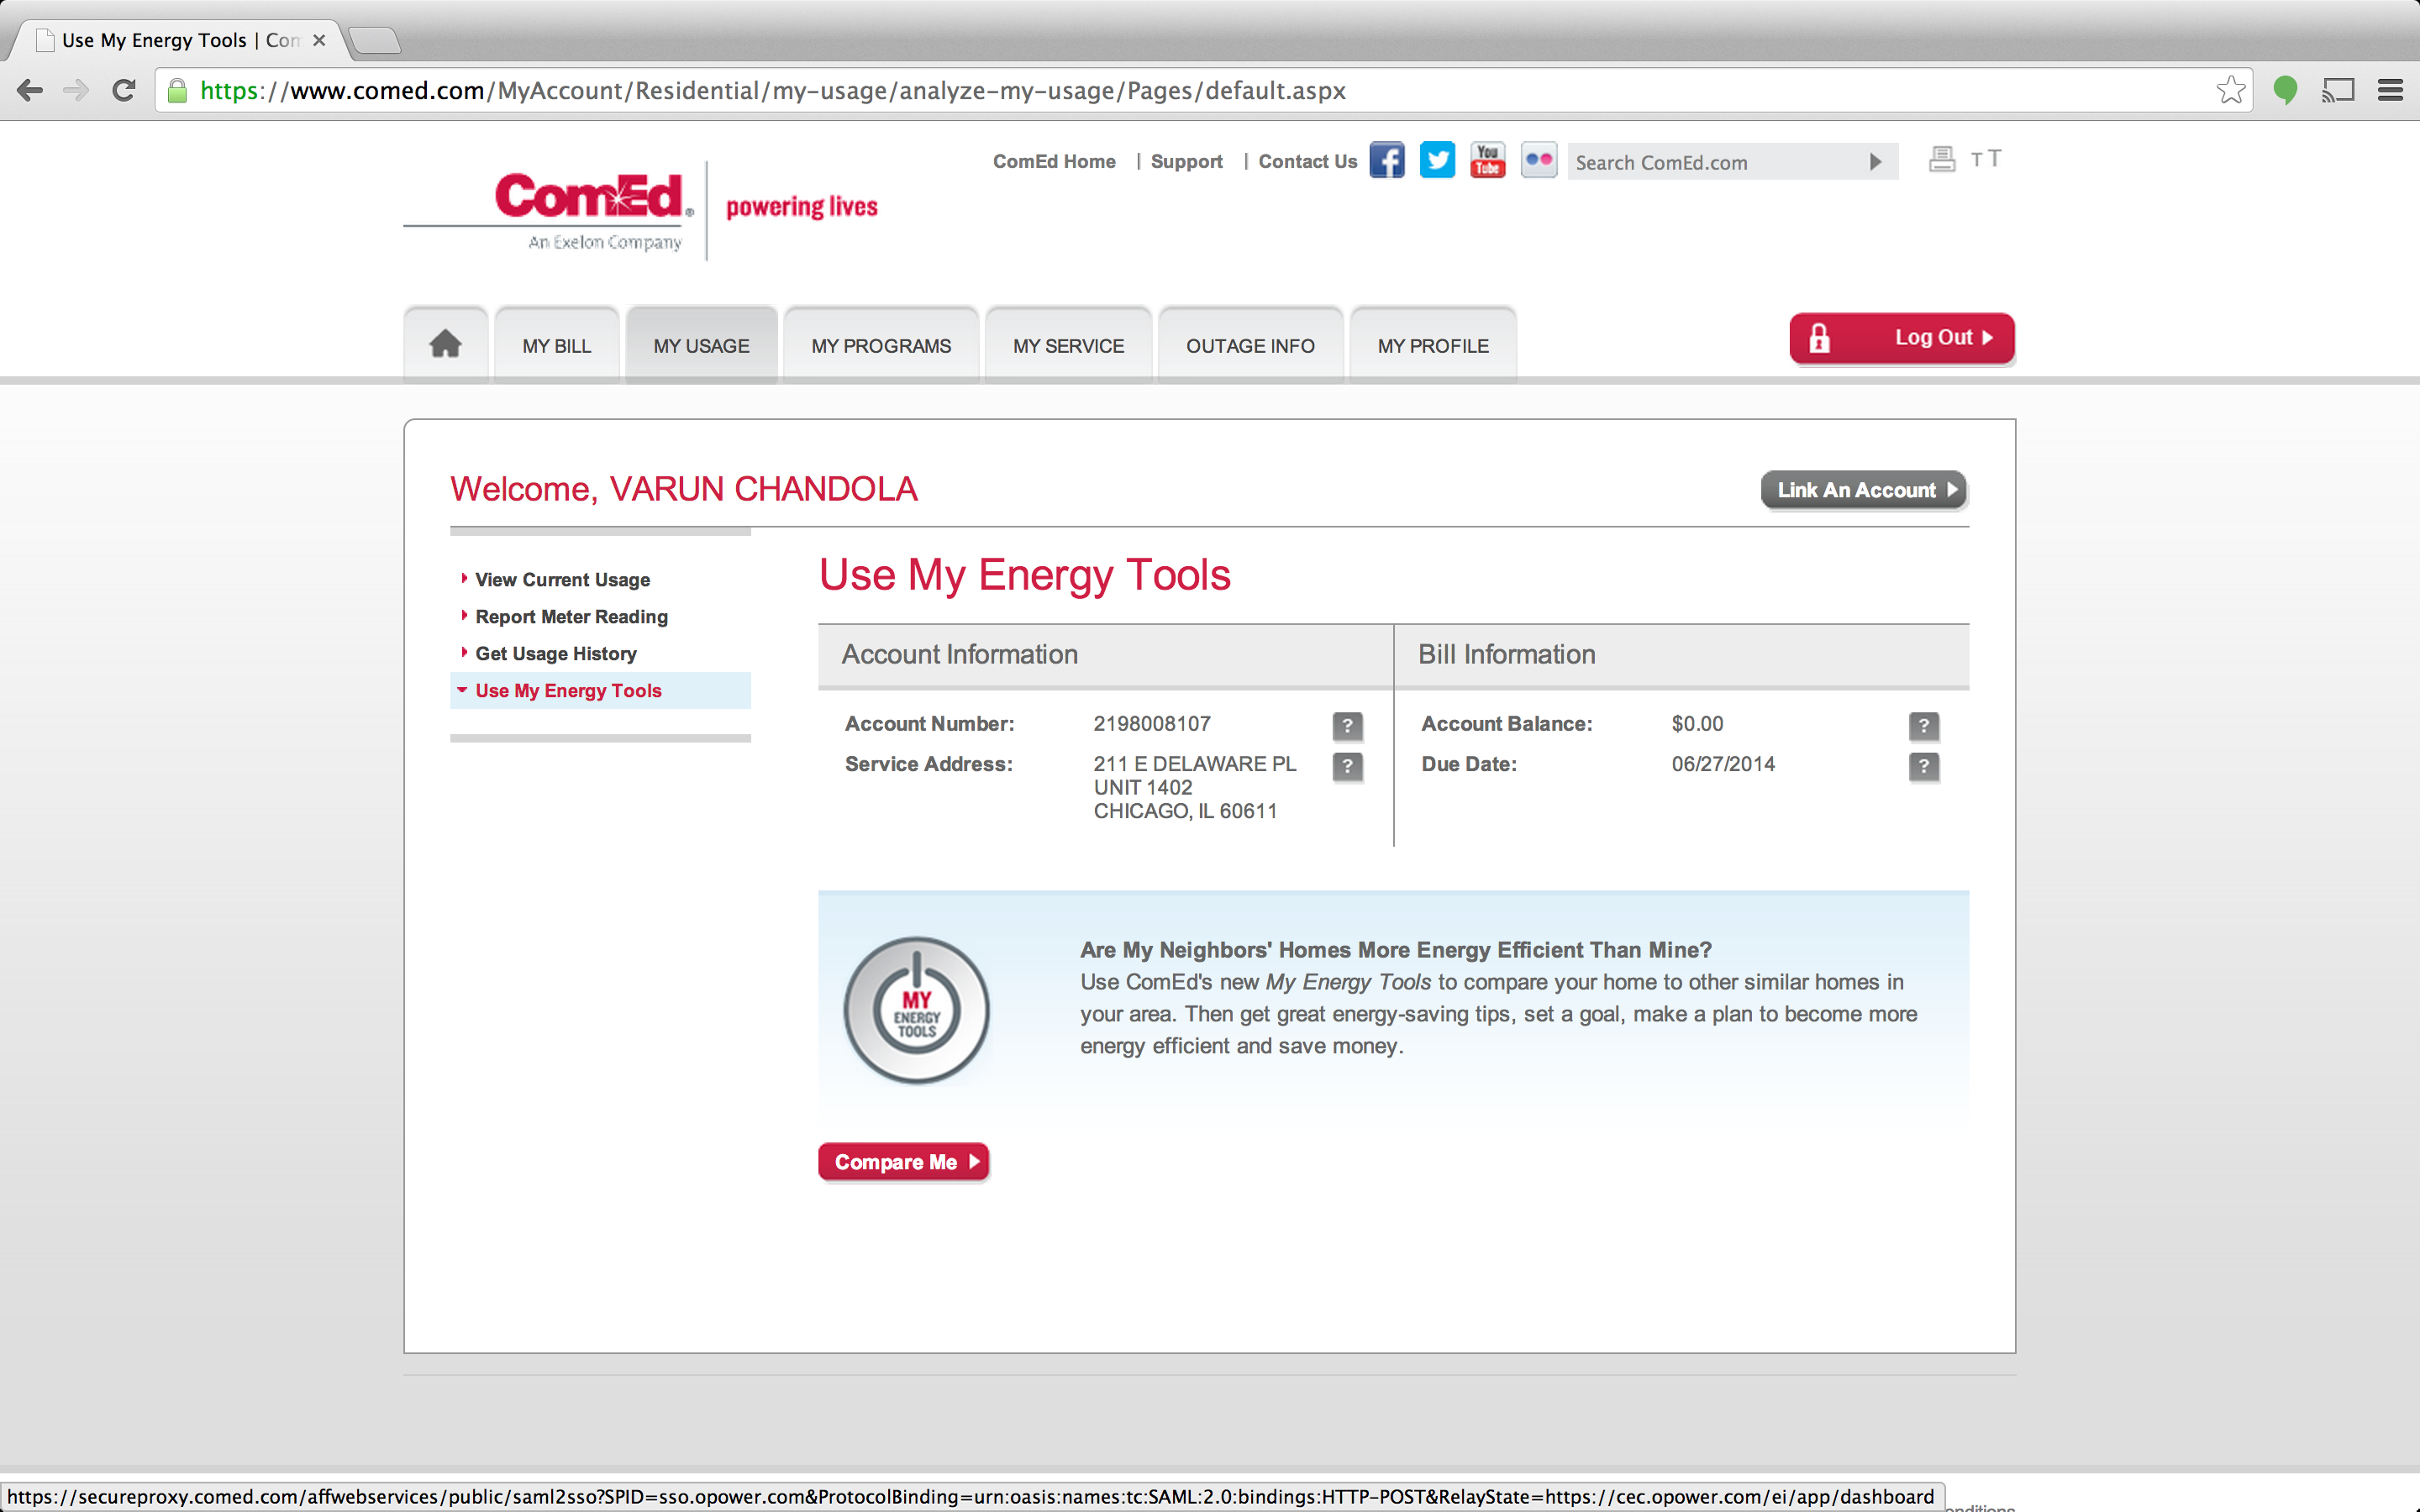 Use My Energy Tools | Con
https://www.comed.com/MyAccount/Residential/my-usage/analyze-my-usage/Pages/default.aspx
ComEd Home | Support | Contact Us
You Tube
Search ComEd.com
T T
ComEd®
An Exelon Company
powering lives
MY BILL
MY USAGE
MY PROGRAMS
MY SERVICE
OUTAGE INFO
MY PROFILE
Log Out
Welcome, VARUN CHANDOLA
Link An Account
View Current Usage
Report Meter Reading
Get Usage History
Use My Energy Tools
Use My Energy Tools
Account Information
Account Number: 2198008107 ?
Service Address: 211 E DELAWARE PL ?
UNIT 1402
CHICAGO, IL 60611
Bill Information
Account Balance: $0.00 ?
Due Date: 06/27/2014 ?
MY
ENERGY
TOOLS
Are My Neighbors' Homes More Energy Efficient Than Mine?
Use ComEd's new My Energy Tools to compare your home to other similar homes in
your area. Then get great energy-saving tips, set a goal, make a plan to become more
energy efficient and save money.
Compare Me
https://secureproxy.comed.com/affwebservices/public/saml2sso?SPID=sso.opower.com&ProtocolBinding=urn:oasis:names:tc:SAML:2.0:bindings:HTTP-POST&RelayState=https://cec.opower.com/ei/app/dashboard